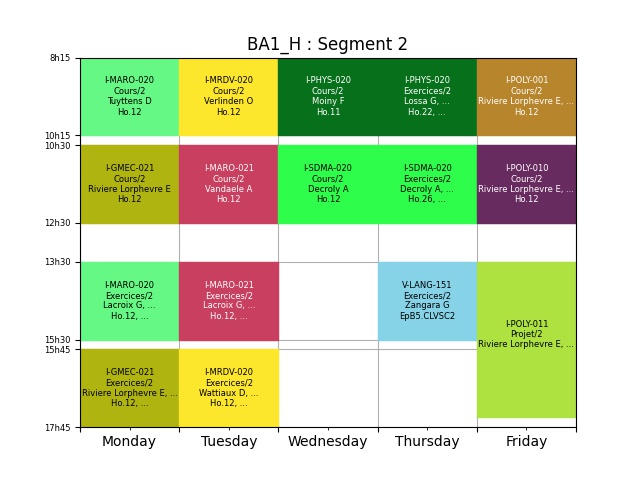 BA1_H : Segment 2
8h15
10h15
10h30
12h30
13h30
15h30
15h45
17h45
I-MARO-020
Cours/2
Tuyttens D
Ho.12
I-MRDV-020
Cours/2
Verlinden O
Ho.12
I-PHYS-020
Cours/2
Moiny F
Ho.11
I-PHYS-020
Exercices/2
Lossa G, ...
Ho.22, ...
I-POLY-001
Cours/2
Riviere Lorphevre E, ...
Ho.12
I-GMEC-021
Cours/2
Riviere Lorphevre E
Ho.12
I-MARO-021
Cours/2
Vandaele A
Ho.12
I-SDMA-020
Cours/2
Decroly A
Ho.12
I-SDMA-020
Exercices/2
Decroly A, ...
Ho.26, ...
I-POLY-010
Cours/2
Riviere Lorphevre E, ...
Ho.12
I-MARO-020
Exercices/2
Lacroix G, ...
Ho.12, ...
I-MARO-021
Exercices/2
Lacroix G, ...
Ho.12, ...
V-LANG-151
Exercices/2
Zangara G
EpB5.CLVSC2
I-POLY-011
Projet/2
Riviere Lorphevre E, ...
I-GMEC-021
Exercices/2
Riviere Lorphevre E, ...
Ho.12, ...
I-MRDV-020
Exercices/2
Wattiaux D, ...
Ho.12, ...
Monday
Tuesday
Wednesday
Thursday
Friday